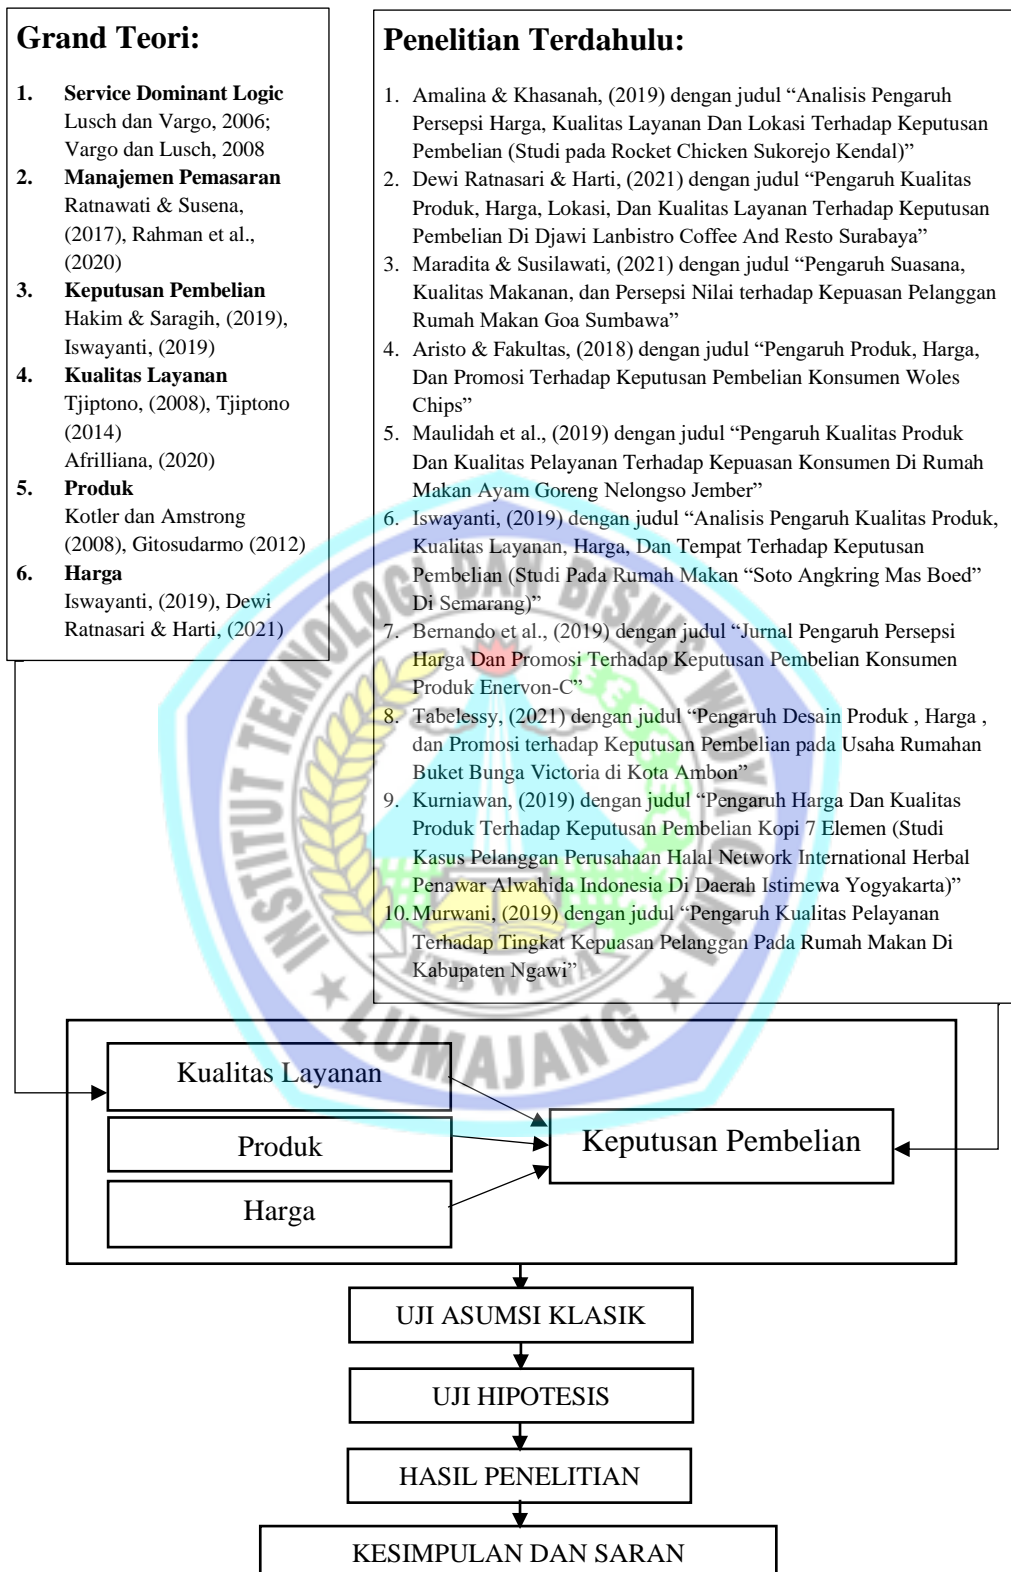 Grand Teori:
1. Service Dominant Logic
Lusch dan Vargo, 2006;
Vargo dan Lusch, 2008
2. Manajemen Pemasaran
Ratnawati & Susena,
(2017), Rahman et al.,
(2020)
3. Keputusan Pembelian
Hakim & Saragih, (2019),
Iswayanti, (2019)
4. Kualitas Layanan
Tjiptono, (2008), Tjiptono
(2014)
Afrilliana, (2020)
5. Produk
Kotler dan Amstrong
(2008), Gitosudarmo (2012)
6. Harga
Iswayanti, (2019), Dewi
Ratnasari & Harti, (2021)
Penelitian Terdahulu:
1. Amalina & Khasanah, (2019) dengan judul “Analisis Pengaruh
Persepsi Harga, Kualitas Layanan Dan Lokasi Terhadap Keputusan
Pembelian (Studi pada Rocket Chicken Sukorejo Kendal)”
2. Dewi Ratnasari & Harti, (2021) dengan judul “Pengaruh Kualitas
Produk, Harga, Lokasi, Dan Kualitas Layanan Terhadap Keputusan
Pembelian Di Djawi Lanbistro Coffee And Resto Surabaya”
3. Maradita & Susilawati, (2021) dengan judul “Pengaruh Suasana,
Kualitas Makanan, dan Persepsi Nilai terhadap Kepuasan Pelanggan
Rumah Makan Goa Sumbawa”
4. Aristo & Fakultas, (2018) dengan judul “Pengaruh Produk, Harga,
Dan Promosi Terhadap Keputusan Pembelian Konsumen Woles
Chips”
5. Maulidah et al., (2019) dengan judul “Pengaruh Kualitas Produk
Dan Kualitas Pelayanan Terhadap Kepuasan Konsumen Di Rumah
Makan Ayam Goreng Nelongso Jember”
6. Iswayanti, (2019) dengan judul “Analisis Pengaruh Kualitas Produk,
Kualitas Layanan, Harga, Dan Tempat Terhadap Keputusan
Pembelian (Studi Pada Rumah Makan “Soto Angkring Mas Boed”
Di Semarang)”
7. Bernando et al., (2019) dengan judul “Jurnal Pengaruh Persepsi
Harga Dan Promosi Terhadap Keputusan Pembelian Konsumen
Produk Enervon-C”
8. Tabelessy, (2021) dengan judul “Pengaruh Desain Produk , Harga ,
dan Promosi terhadap Keputusan Pembelian pada Usaha Rumahan
Buket Bunga Victoria di Kota Ambon”
9. Kurniawan, (2019) dengan judul “Pengaruh Harga Dan Kualitas
Produk Terhadap Keputusan Pembelian Kopi 7 Elemen (Studi
Kasus Pelanggan Perusahaan Halal Network International Herbal
Penawar Alwahida Indonesia Di Daerah Istimewa Yogyakarta)”
10. Murwani, (2019) dengan judul “Pengaruh Kualitas Pelayanan
Terhadap Tingkat Kepuasan Pelanggan Pada Rumah Makan Di
Kabupaten Ngawi”
INSTITUT TEKNOLOGI DAN BISNIS WIDYA GAMA
ITB WIGA
LUMAJANG
Kualitas Layanan
Produk
Harga
Keputusan Pembelian
UJI ASUMSI KLASIK
UJI HIPOTESIS
HASIL PENELITIAN
KESIMPULAN DAN SARAN